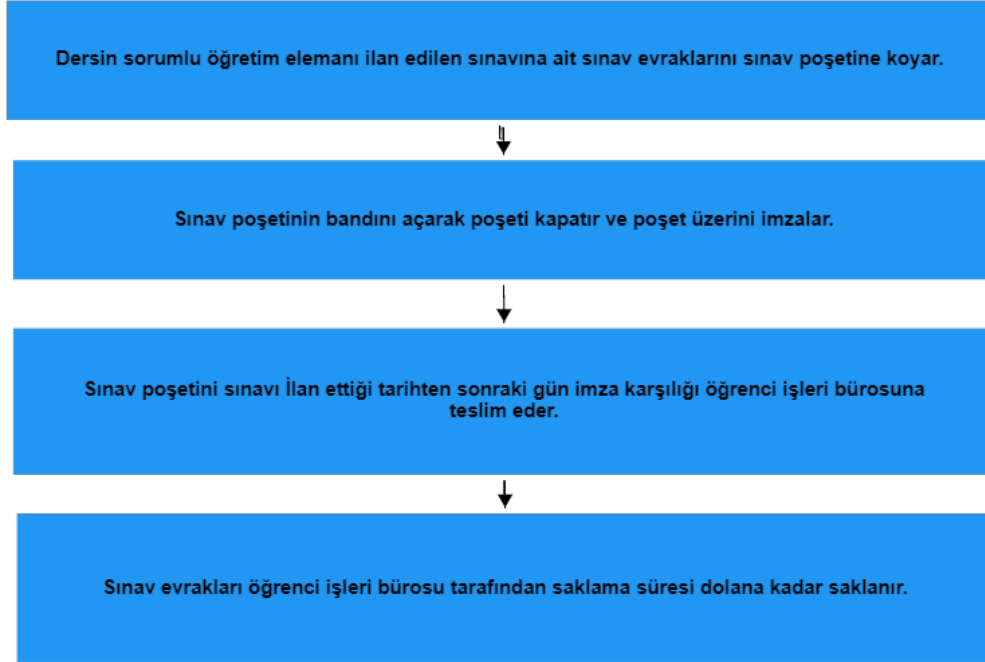 Dersin sorumlu öğretim elemanı ilan edilen sınavına ait sınav evraklarını sınav poşetine koyar.
Sınav poşetinin bandını açarak poşeti kapatır ve poşet üzerini imzalar.
Sınav poşetini sınavı İlan ettiği tarihten sonraki gün imza karşılığı öğrenci işleri bürosuna
teslim eder.
Sınav evrakları öğrenci işleri bürosu tarafından saklama süresi dolana kadar saklanır.